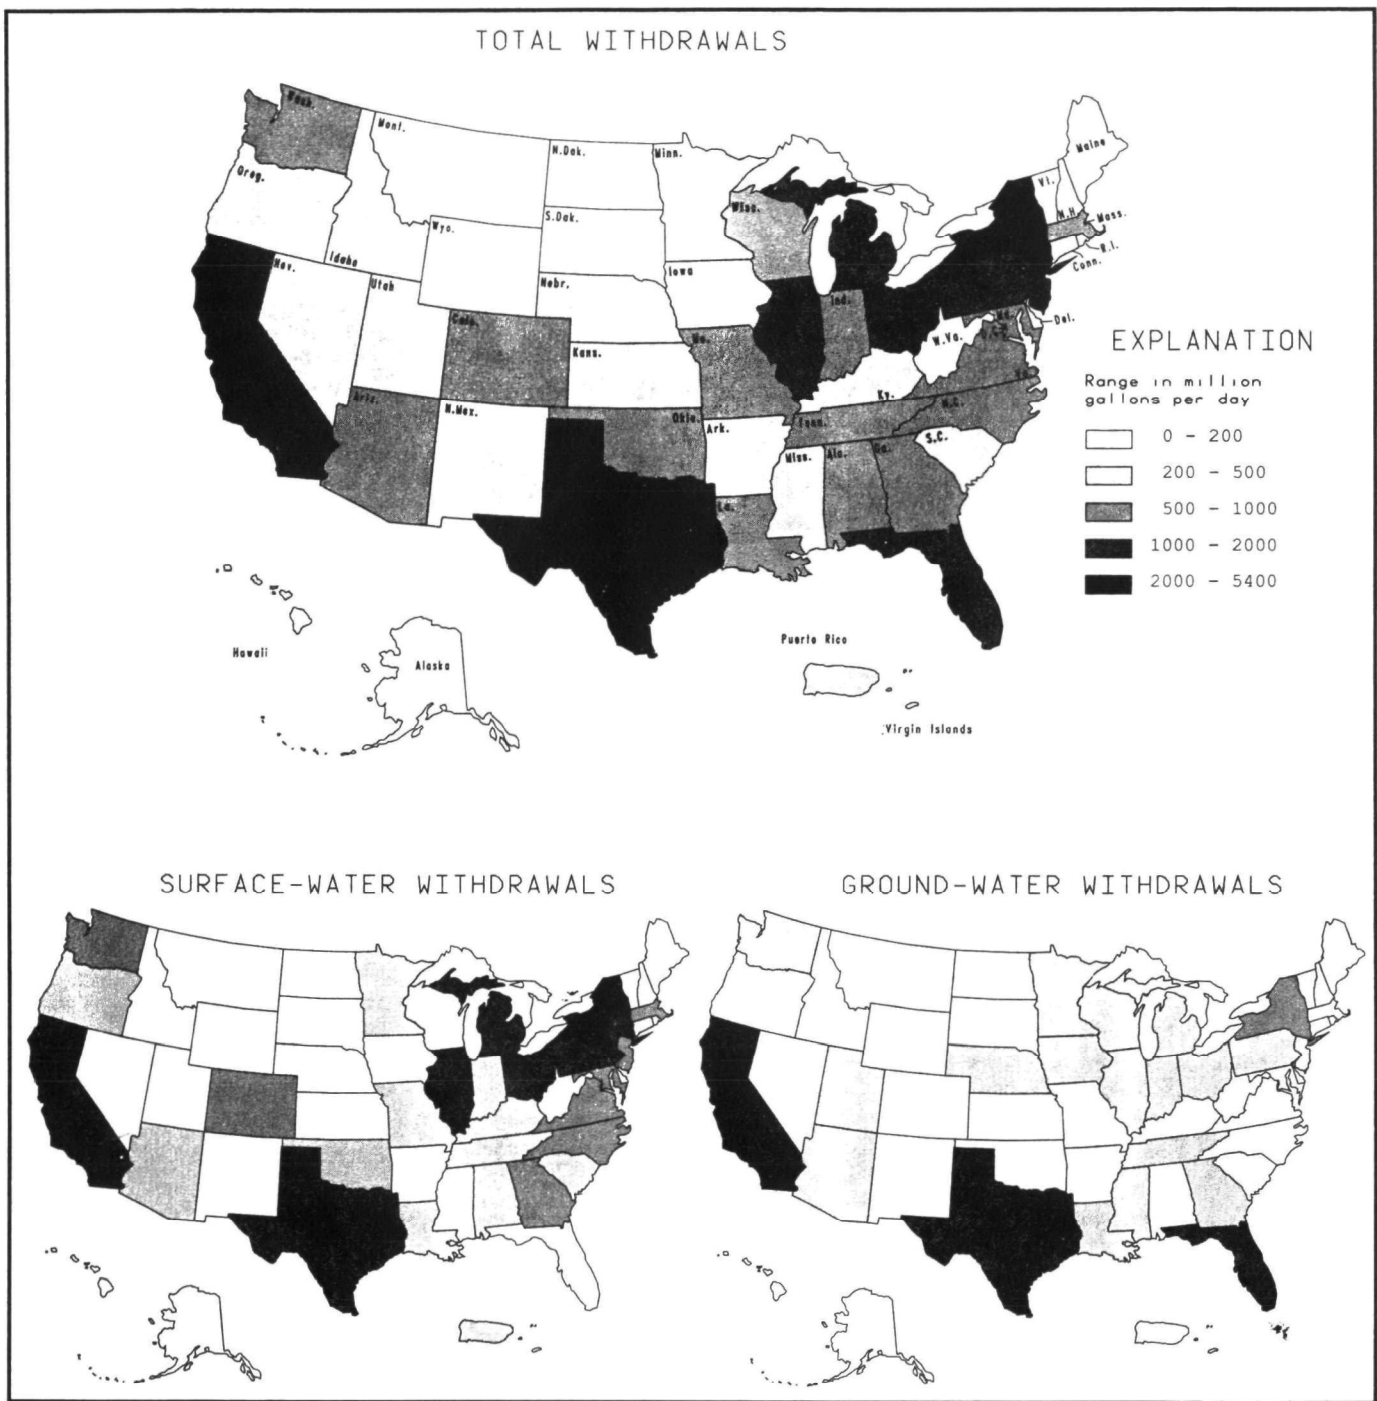 TOTAL WITHDRAWALS
Wash.
Mont.
N.Dak.
Minn.
Maine
Oreg.
Vt.
N.H.
Mass.
Wisc.
S.Dak.
Wyo.
R.I.
Conn.
Idaho
Nev.
Iowa
Utah
Nebr.
Ind.
Md.
Del.
D.C.
W.Va.
Colo.
Mo.
Kans.
Va.
Ky.
Ariz.
N.Mex.
N.C.
Okla.
Ark.
Tenn.
S.C.
Miss.
Ala.
Ga.
La.
EXPLANATION
Range in million
gallons per day
0 - 200
200 - 500
500 - 1000
1000 - 2000
2000 - 5400
Hawaii
Alaska
Puerto Rico
Virgin Islands
SURFACE-WATER WITHDRAWALS
GROUND-WATER WITHDRAWALS